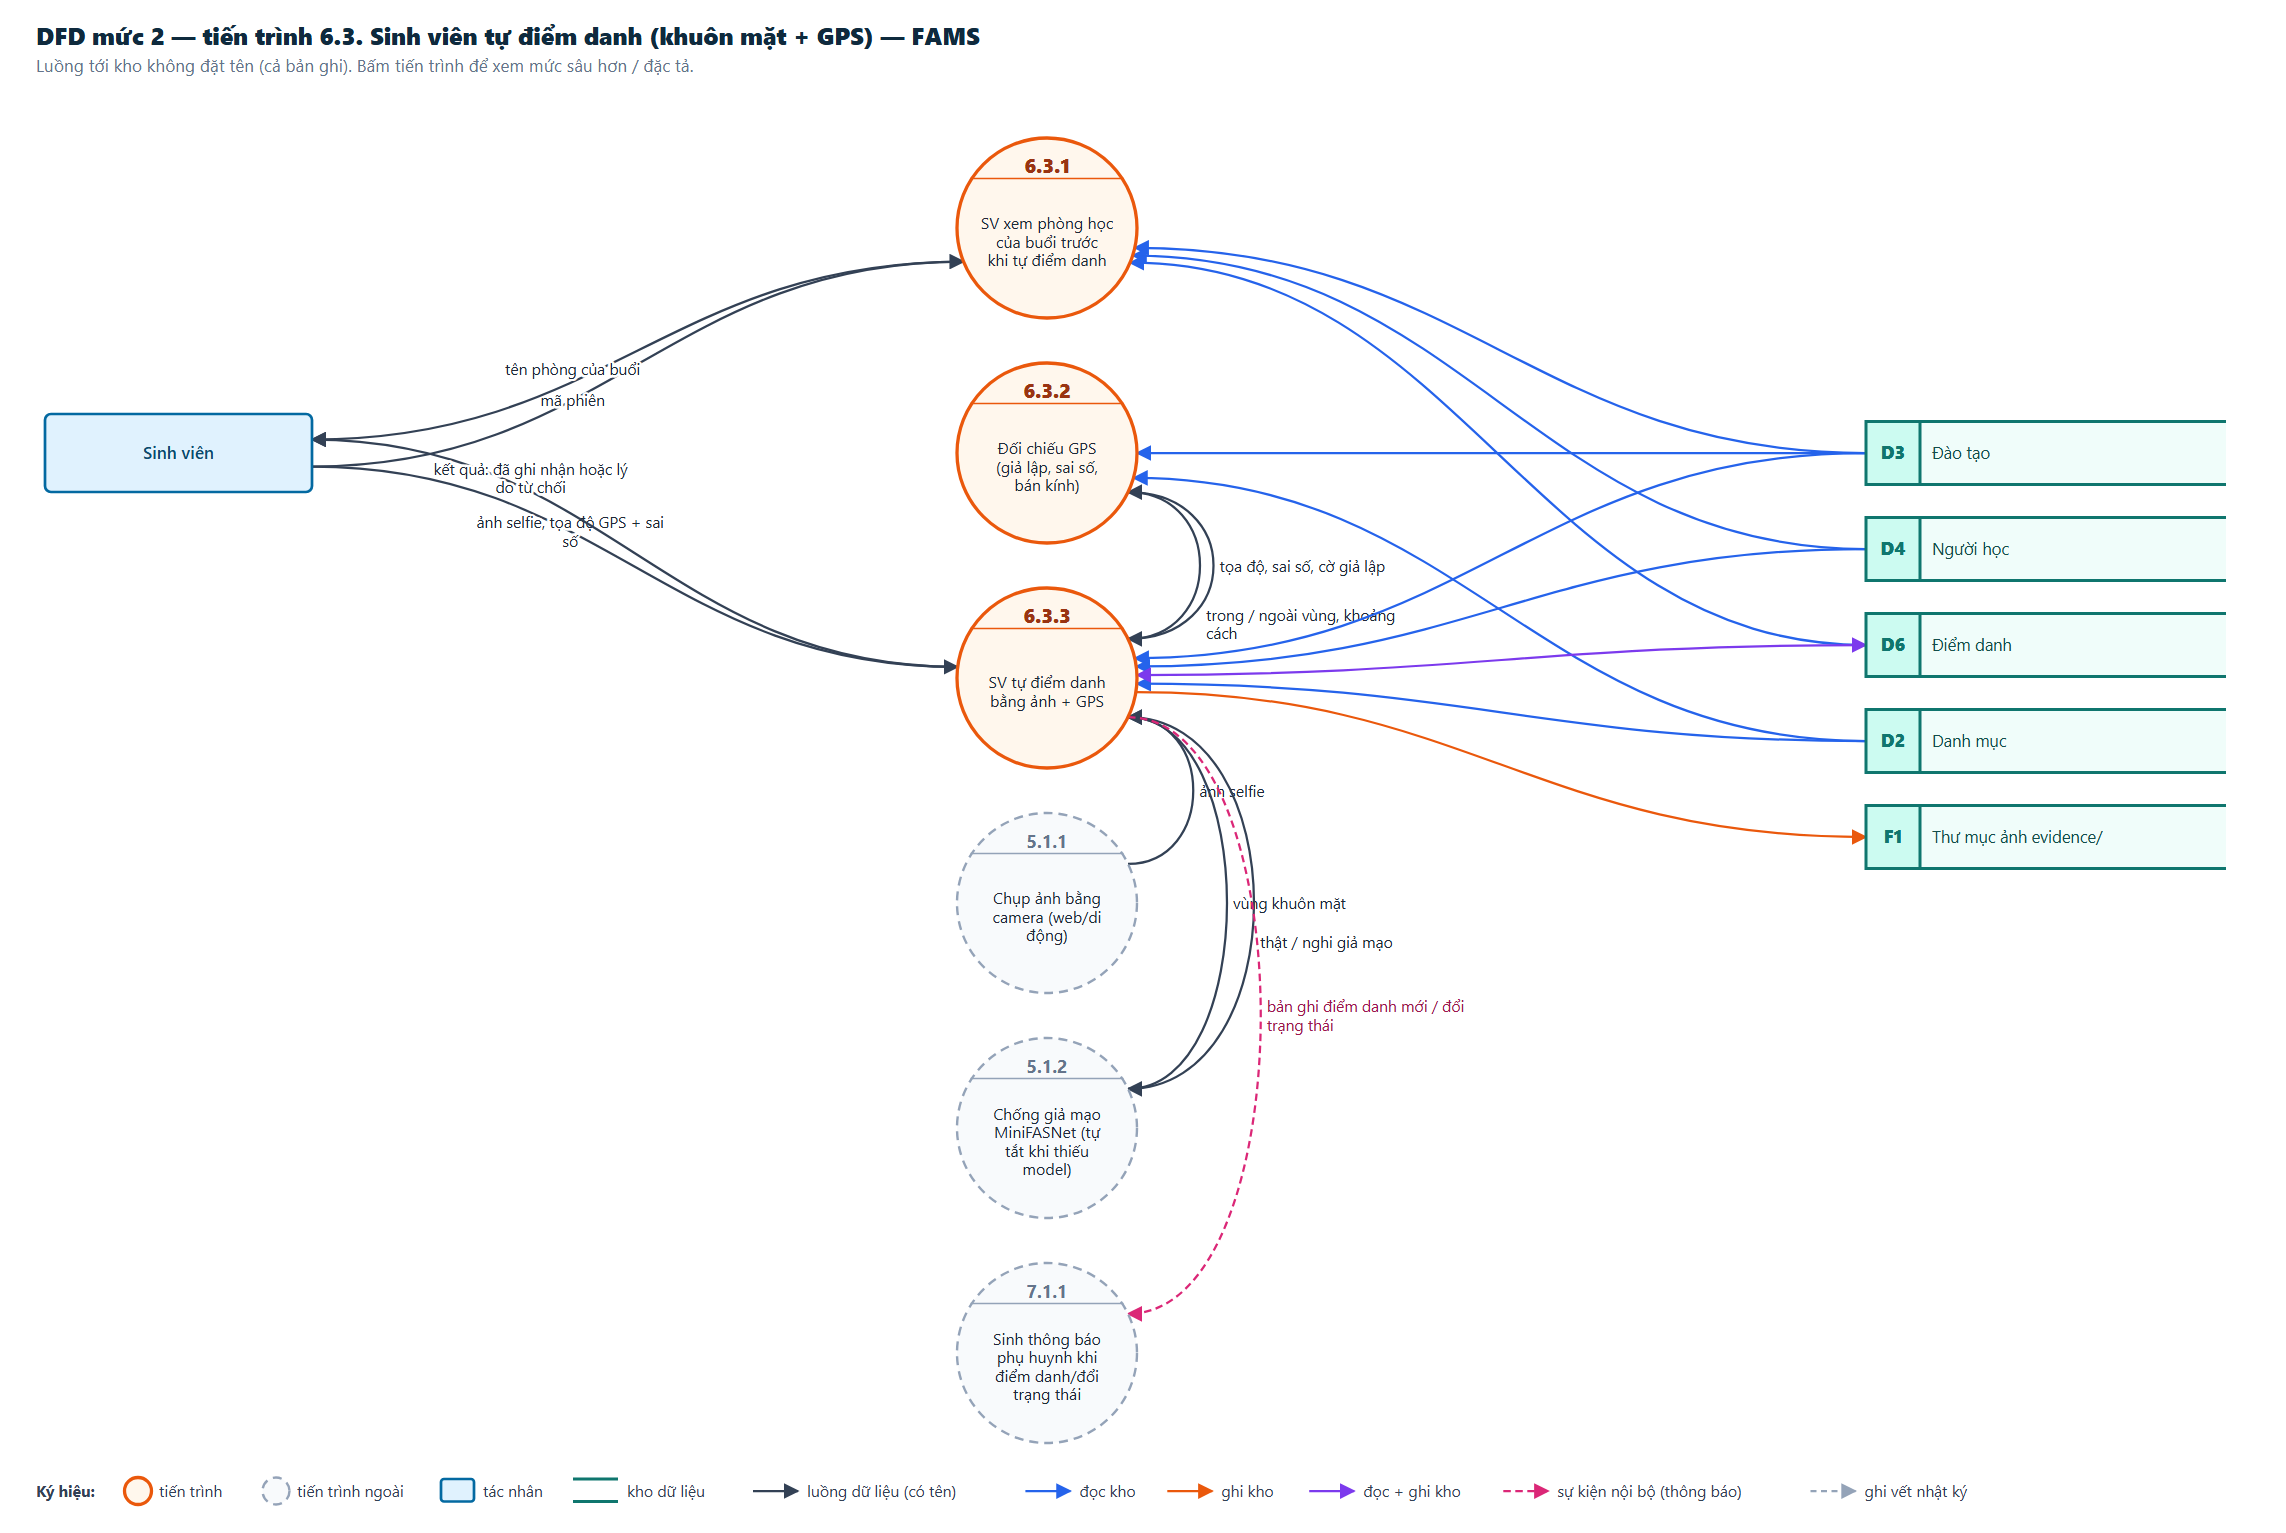 DFD mức 2 — tiến trình 6.3. Sinh viên tự điểm danh (khuôn mặt + GPS) — FAMS
Luồng tới kho không đặt tên (cả bản ghi). Bấm tiến trình để xem mức sâu hơn / đặc tả.
6.3.1
SV xem phòng học
của buổi trước
khi tự điểm danh
tên phòng của buổi
mã phiên
6.3.2
Đối chiếu GPS
(giả lập, sai số,
bán kính)
Sinh viên
kết quả: đã ghi nhận hoặc lý
do từ chối
ảnh selfie, tọa độ GPS + sai
số
D3
Đào tạo
D4
Người học
tọa độ, sai số, cờ giả lập
trong / ngoài vùng, khoảng
cách
6.3.3
SV tự điểm danh
bằng ảnh + GPS
D6
Điểm danh
D2
Danh mục
ảnh selfie
F1
Thư mục ảnh evidence/
5.1.1
Chụp ảnh bằng
camera (web/di
động)
vùng khuôn mặt
thật / nghi giả mạo
bản ghi điểm danh mới / đổi
trạng thái
5.1.2
Chống giả mạo
MiniFASNet (tự
tắt khi thiếu
model)
7.1.1
Sinh thông báo
phụ huynh khi
điểm danh/đổi
trạng thái
Ký hiệu:
tiến trình
tiến trình ngoài
tác nhân
kho dữ liệu
luồng dữ liệu (có tên)
đọc kho
ghi kho
đọc + ghi kho
sự kiện nội bộ (thông báo)
ghi vết nhật ký